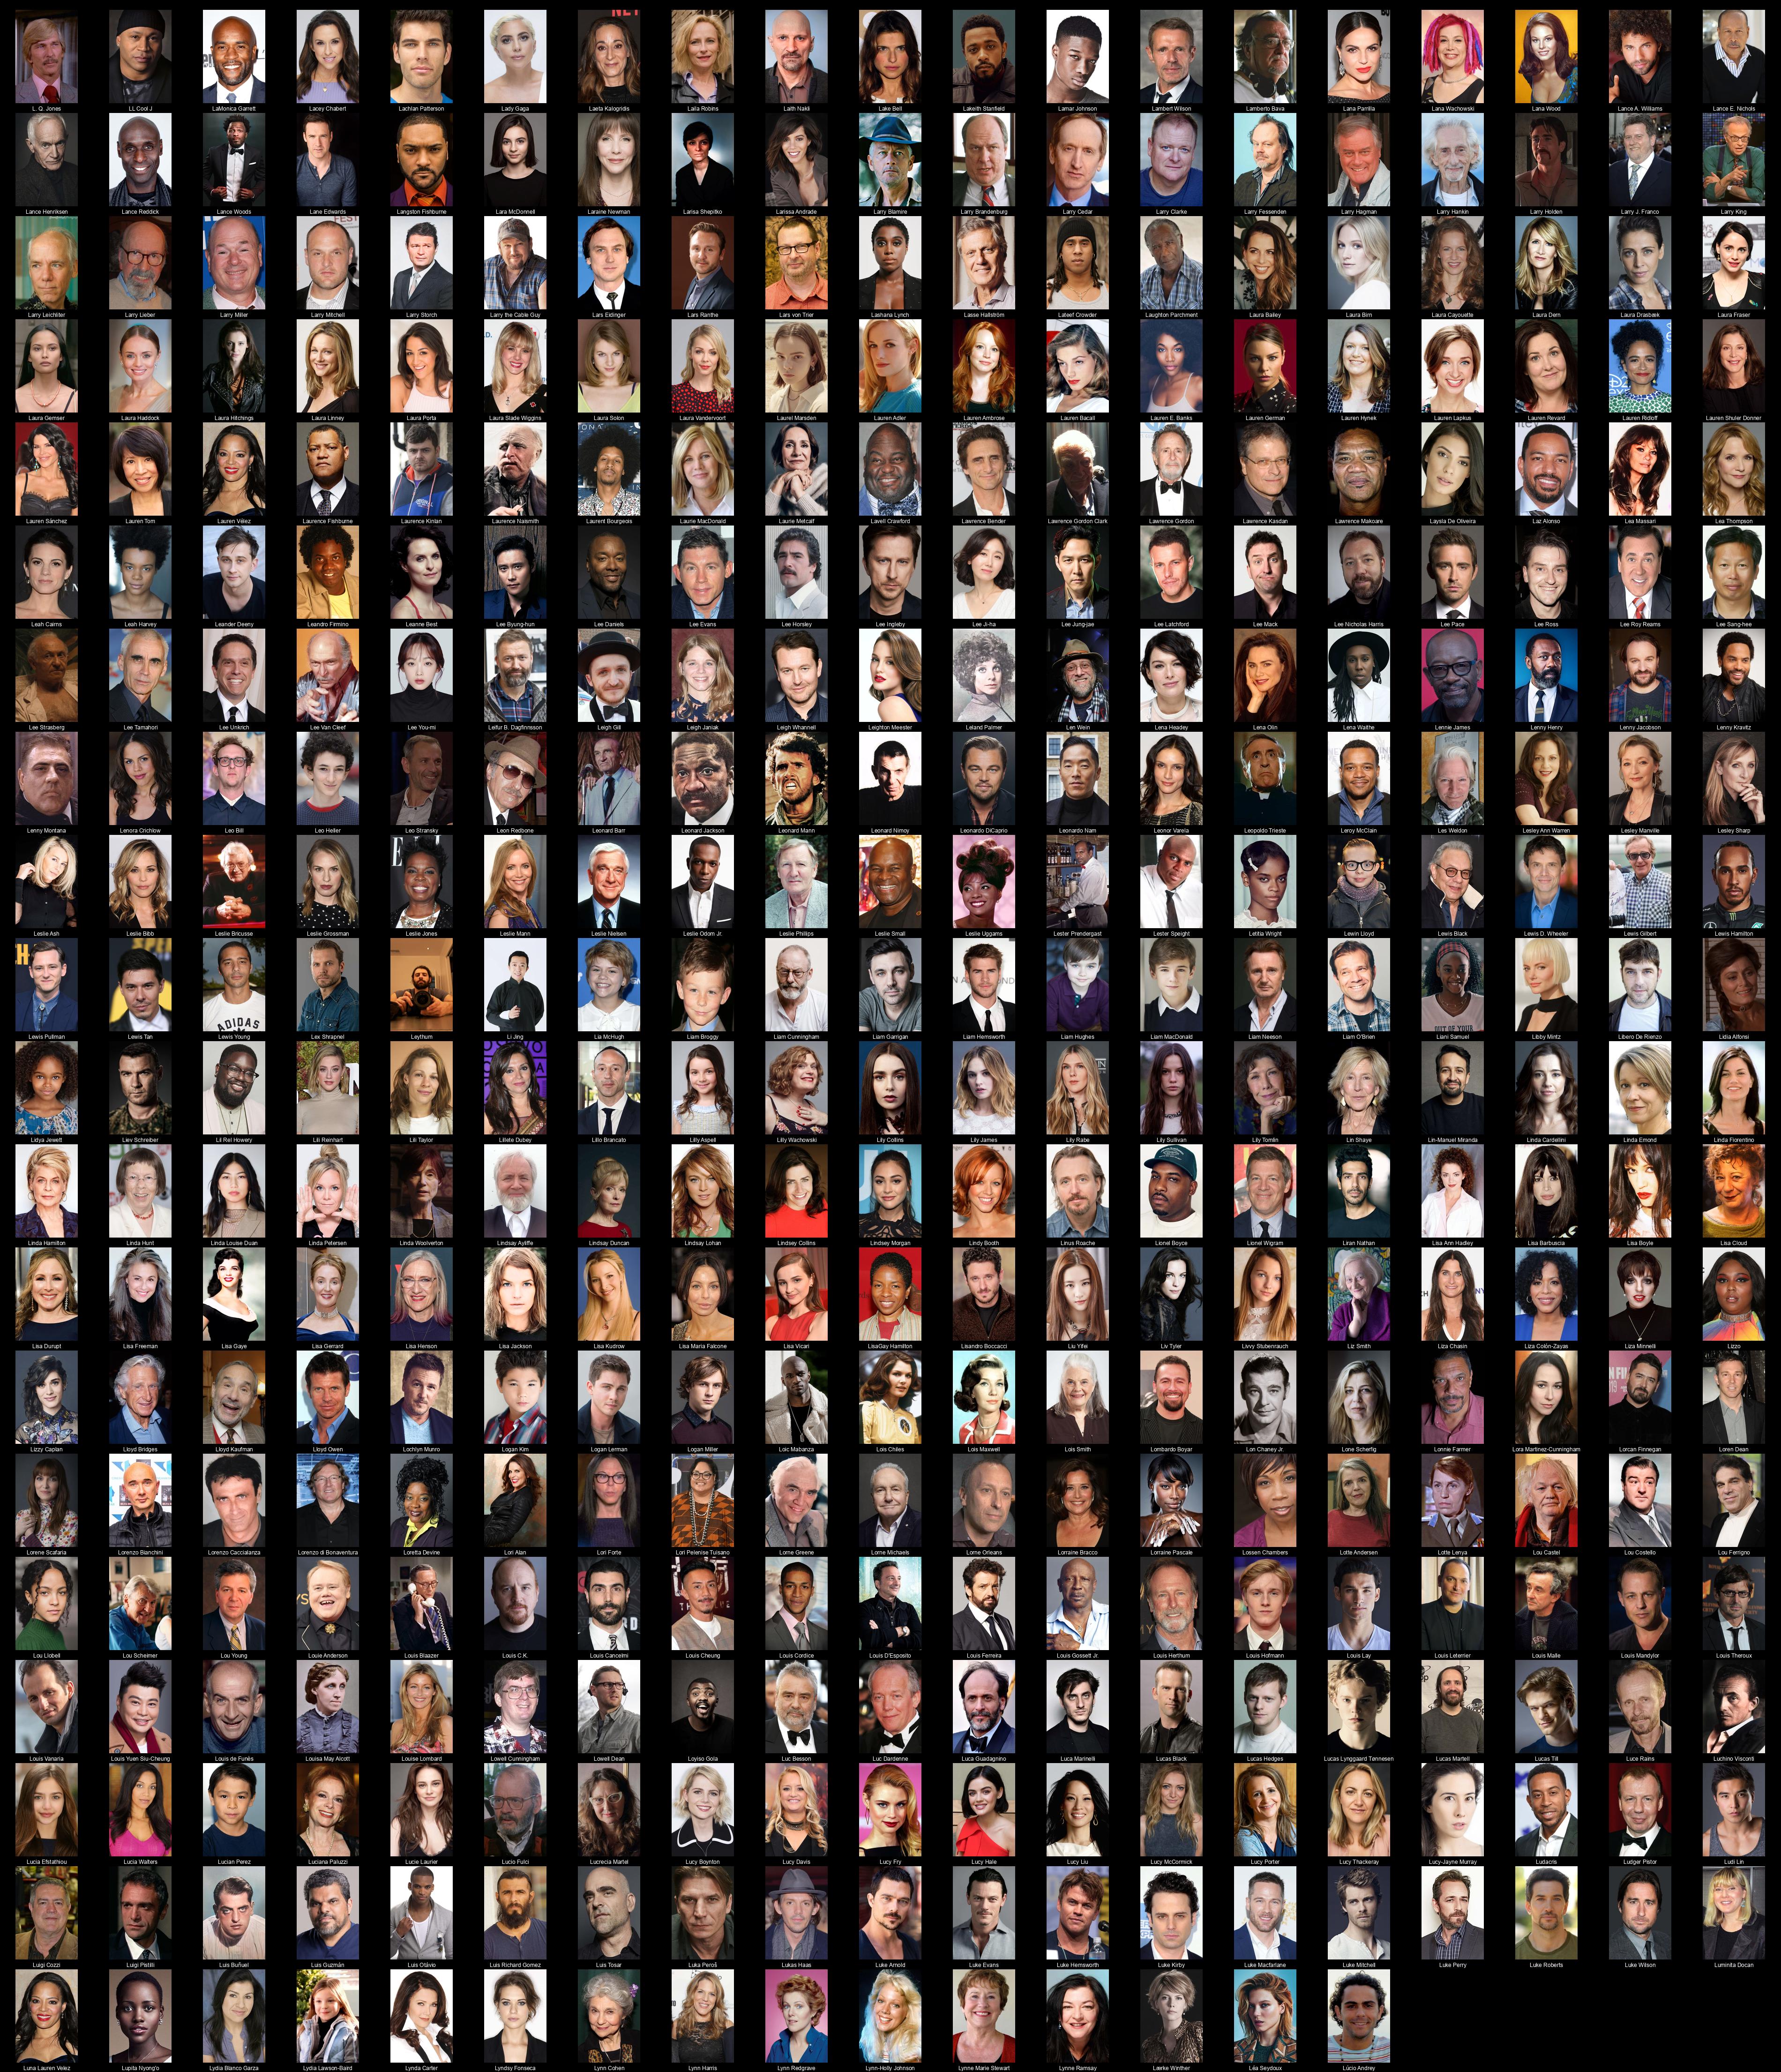 L. Q. Jones LL Cool J LaMonica Garrett Lacey Chabert Lachlan Patterson Lady Gaga Laeta Kalogridis Laila Robins Laith Nakli Lake Bell Lakeith Stanfield Lamar Johnson Lambert Wilson Lamberto Bava Lana Parrilla Lana Wachowski Lana Wood Lance A. Williams Lance E. Nichols
Lance Henriksen Lance Reddick Lance Woods Lane Edwards Langston Fishburne Lara McDonnell Laraine Newman Larisa Shepitko Larissa Andrade Larry Blamire Larry Brandenburg Larry Cedar Larry Clarke Larry Fessenden Larry Hagman Larry Hankin Larry Holden Larry J. Franco Larry King
Larry Leichliter Larry Lieber Larry Miller Larry Mitchell Larry Storch Larry the Cable Guy Lars Eidinger Lars Ranthe Lars von Trier Lashana Lynch Lasse Hallström Lateef Crowder Laughton Parchment Laura Bailey Laura Birn Laura Cayouette Laura Dern Laura Drasbæk Laura Fraser
Laura Gemser Laura Haddock Laura Hitchings Laura Linney Laura Porta Laura Slade Wiggins Laura Solon Laura Vandervoort Laurel Marsden Lauren Adler Lauren Ambrose Lauren Bacall Lauren E. Banks Lauren German Lauren Hynek Lauren Lapkus Lauren Revard Lauren Ridloff Lauren Shuler Donner
Lauren Sánchez Lauren Tom Lauren Vélez Laurence Fishburne Laurence Kinlan Laurence Naismith Laurent Bourgeois Laurie MacDonald Laurie Metcalf Lavell Crawford Lawrence Bender Lawrence Gordon Clark Lawrence Gordon Lawrence Kasdan Lawrence Makoare Laysla De Oliveira Laz Alonso Lea Massari Lea Thompson
Leah Cairns Leah Harvey Leander Deeny Leandro Firmino Leanne Best Lee Byung-hun Lee Daniels Lee Evans Lee Horsley Lee Ingleby Lee Ji-ha Lee Jung-jae Lee Latchford Lee Mack Lee Nicholas Harris Lee Pace Lee Ross Lee Roy Reams Lee Sang-hee
Lee Strasberg Lee Tamahori Lee Unkrich Lee Van Cleef Lee You-mi Leifur B. Dagfinnsson Leigh Gill Leigh Janiak Leigh Whannell Leighton Meester Leland Palmer Len Wein Lena Headey Lena Olin Lena Waithe Lennie James Lenny Henry Lenny Jacobson Lenny Kravitz
Lenny Montana Lenora Crichlow Leo Bill Leo Heller Leo Stransky Leon Redbone Leonard Barr Leonard Jackson Leonard Mann Leonard Nimoy Leonardo DiCaprio Leonardo Nam Leonor Varela Leopoldo Trieste Leroy McClain Les Weldon Lesley Ann Warren Lesley Manville Lesley Sharp
Leslie Ash Leslie Bibb Leslie Bricusse Leslie Grossman Leslie Jones Leslie Mann Leslie Nielsen Leslie Odom Jr. Leslie Phillips Leslie Small Leslie Uggams Lester Prendergast Lester Speight Letitia Wright Lewin Lloyd Lewis Black Lewis D. Wheeler Lewis Gilbert Lewis Hamilton
ADIDAS
Lewis Pullman Lewis Tan Lewis Young Lex Shrapnel Leythum Li Jing Lia McHugh Liam Broggy Liam Cunningham Liam Garrigan Liam Hemsworth Liam Hughes Liam MacDonald Liam Neeson Liam O'Brien Liani Samuel Libby Mintz Libero De Rienzo Lidia Alfonsi
Lidya Jewett Liev Schreiber Lil Rel Howery Lili Reinhart Lili Taylor Lillete Dubey Lillo Brancato Lilly Aspell Lilly Wachowski Lily Collins Lily James Lily Rabe Lily Sullivan Lily Tomlin Lin Shaye Lin-Manuel Miranda Linda Cardellini Linda Emond Linda Fiorentino
Linda Hamilton Linda Hunt Linda Louise Duan Linda Petersen Linda Woolverton Lindsay Ayliffe Lindsay Duncan Lindsay Lohan Lindsey Collins Lindsey Morgan Lindy Booth Linus Roache Lionel Boyce Lionel Wigram Liran Nathan Lisa Ann Hadley Lisa Barbuscia Lisa Boyle Lisa Cloud
Lisa Durupt Lisa Freeman Lisa Gaye Lisa Gerrard Lisa Henson Lisa Jackson Lisa Kudrow Lisa Maria Falcone Lisa Vicari LisaGay Hamilton Lisandro Boccacci Liu Yifei Liv Tyler Livvy Stubenrauch Liz Smith Liza Chasin Liza Colón-Zayas Liza Minnelli Lizzo
Lizzy Caplan Lloyd Bridges Lloyd Kaufman Lloyd Owen Lochlyn Munro Logan Kim Logan Lerman Logan Miller Loïc Mabanza Lois Chiles Lois Maxwell Lois Smith Lombardo Boyar Lon Chaney Jr. Lone Scherfig Lonnie Farmer Lora Martinez-Cunningham Lorcan Finnegan Loren Dean
Lorene Scafaria Lorenzo Bianchini Lorenzo Caccialanza Lorenzo di Bonaventura Loretta Devine Lori Alan Lori Forte Lori Pelenise Tuisano Lorne Greene Lorne Michaels Lorne Orleans Lorraine Bracco Lorraine Pascale Lossen Chambers Lotte Andersen Lotte Lenya Lou Castel Lou Costello Lou Ferrigno
Lou Llobell Lou Scheimer Lou Young Louie Anderson Louis Blaazer Louis C.K. Louis Cancelmi Louis Cheung Louis Cordice Louis D'Esposito Louis Ferreira Louis Gossett Jr. Louis Herthum Louis Hofmann Louis Lay Louis Leterrier Louis Malle Louis Mandylor Louis Theroux
Louis Vanaria Louis Yuen Siu-Cheung Louis de Funès Louisa May Alcott Louise Lombard Lowell Cunningham Lowell Dean Loyiso Gola Luc Besson Luc Dardenne Luca Guadagnino Luca Marinelli Lucas Black Lucas Hedges Lucas Lynggaard Tønnesen Lucas Martell Lucas Till Luce Rains Luchino Visconti
Lucia Efstathiou Lucia Walters Lucian Perez Luciana Paluzzi Lucie Laurier Lucio Fulci Lucrecia Martel Lucy Boynton Lucy Davis Lucy Fry Lucy Hale Lucy Liu Lucy McCormick Lucy Porter Lucy Thackeray Lucy-Jayne Murray Ludacris Ludger Pistor Ludi Lin
Luigi Cozzi Luigi Pistilli Luis Buñuel Luis Guzmán Luis Otávio Luis Richard Gomez Luis Tosar Luka Peroš Lukas Haas Luke Arnold Luke Evans Luke Hemsworth Luke Kirby Luke Macfarlane Luke Mitchell Luke Perry Luke Roberts Luke Wilson Luminita Docan
Luna Lauren Velez Lupita Nyong'o Lydia Blanco Garza Lydia Lawson-Baird Lynda Carter Lyndsy Fonseca Lynn Cohen Lynn Harris Lynn Redgrave Lynn-Holly Johnson Lynne Marie Stewart Lynne Ramsay Lærke Winther Léa Seydoux Lúcio Andrey